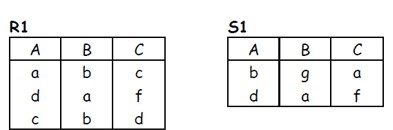 R1
A B C
a b c
d a f
c b d
S1
A B C
b g a
d a f